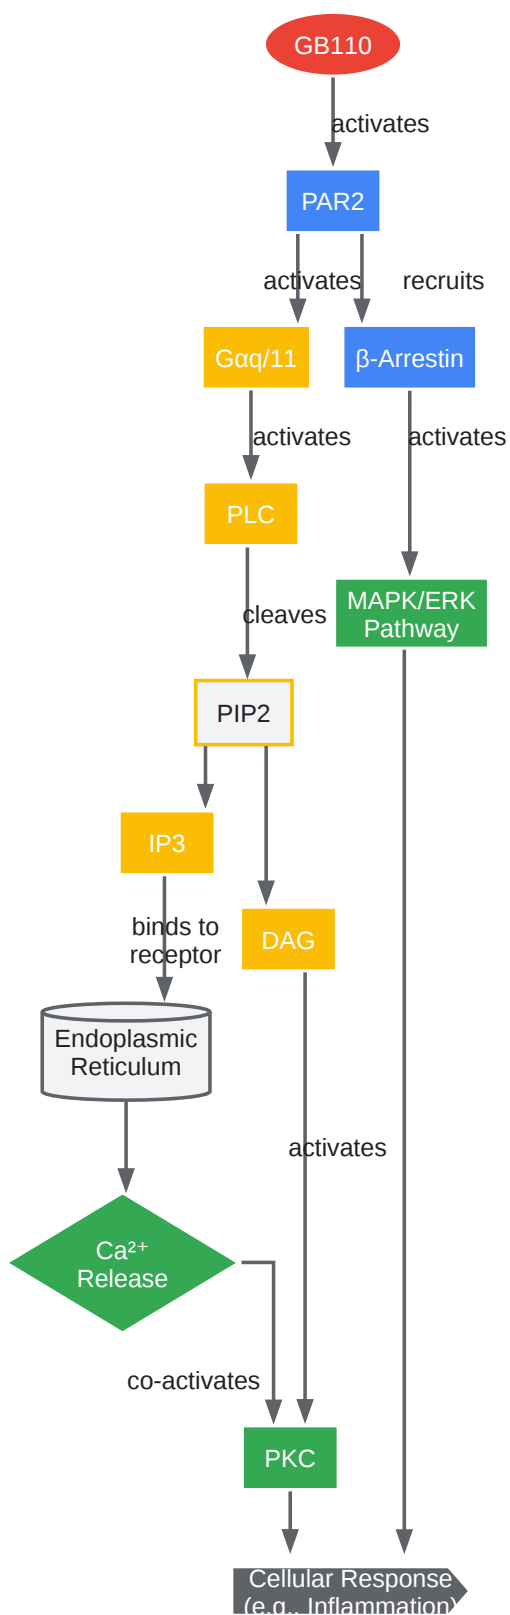 GB110
activates
PAR2
activates
recruits
Gαq/11
β-Arrestin
activates
activates
PLC
cleaves
MAPK/ERK
Pathway
PIP2
IP3
binds to
receptor
DAG
Endoplasmic
Reticulum
activates
Ca²⁺
Release
co-activates
PKC
Cellular Response
(e.g., Inflammation)